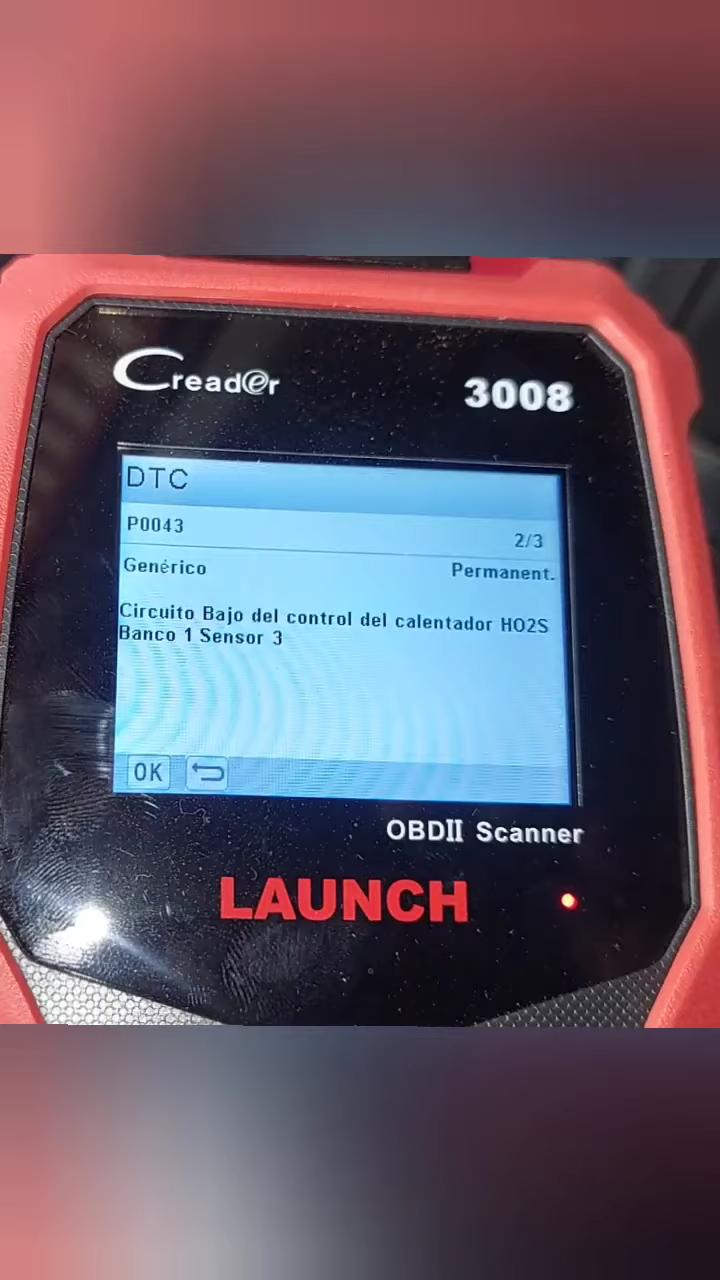 Creader
3008
DTC
P0043
2/3
Genérico
Permanent.
Circuito Bajo del control del calentador HO2S
Banco 1 Sensor 3
OK
OBDII Scanner
LAUNCH